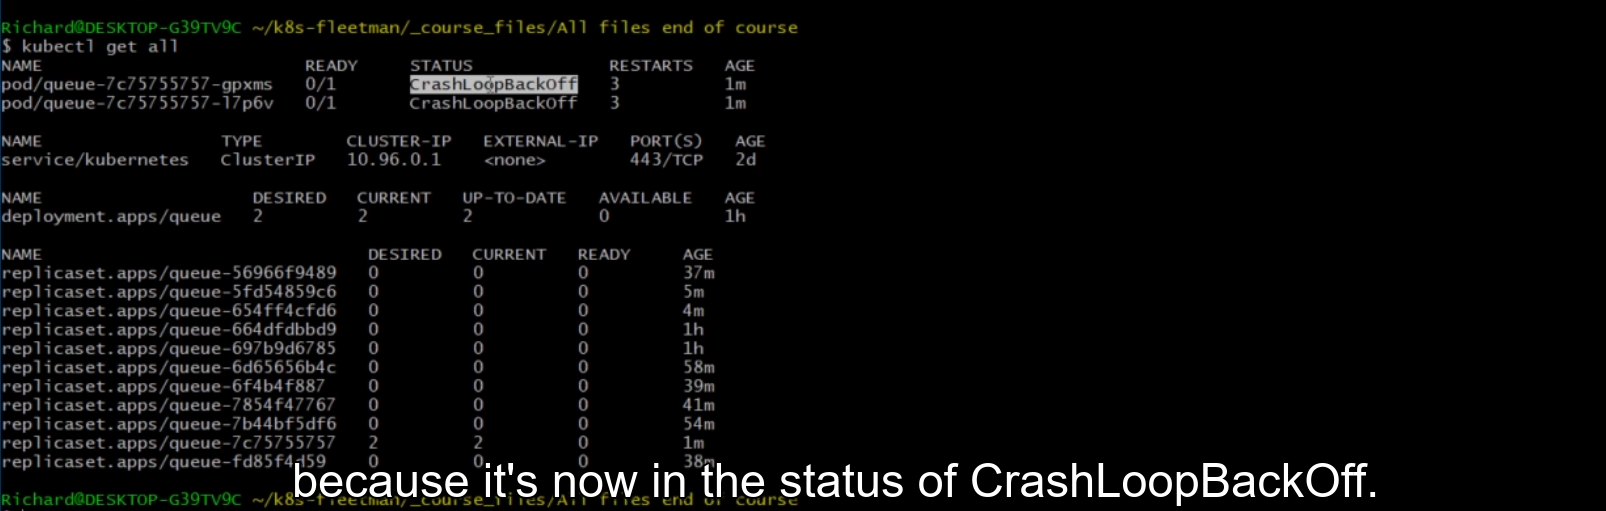 Richard@DESKTOP-G39TV9C ~/k8s-fleetman/_course_files/All files end of course
$ kubectl get all
NAME READY STATUS RESTARTS AGE
pod/queue-7c75755757-gpxms 0/1 CrashLoopBackOff 3 1m
pod/queue-7c75755757-l7p6v 0/1 CrashLoopBackOff 3 1m
NAME TYPE CLUSTER-IP EXTERNAL-IP PORT(S) AGE
service/kubernetes ClusterIP 10.96.0.1 <none> 443/TCP 2d
NAME DESIRED CURRENT UP-TO-DATE AVAILABLE AGE
deployment.apps/queue 2 2 2 0 1h
NAME DESIRED CURRENT READY AGE
replicaset.apps/queue-56966f9489 0 0 0 37m
replicaset.apps/queue-5fd54859c6 0 0 0 5m
replicaset.apps/queue-654ff4cfd6 0 0 0 4m
replicaset.apps/queue-664dfdbbd9 0 0 0 1h
replicaset.apps/queue-697b9d6785 0 0 0 1h
replicaset.apps/queue-6d65656b4c 0 0 0 58m
replicaset.apps/queue-6f4b4f887 0 0 0 39m
replicaset.apps/queue-7854f47767 0 0 0 41m
replicaset.apps/queue-7b44bf5df6 0 0 0 54m
replicaset.apps/queue-7c75755757 2 2 0 1m
replicaset.apps/queue-fd85f4d59 0 0 0 38m
because it's now in the status of CrashLoopBackOff.
Richard@DESKTOP-G39TV9C ~/k8s-fleetman/_course_files/All files end of course